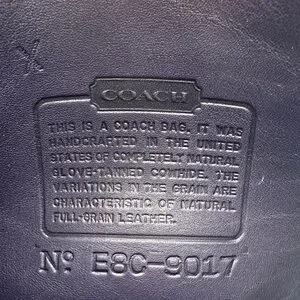 X
COACH
THIS IS A COACH BAG. IT WAS
HANDCRAFTED IN THE UNITED
STATES OF COMPLETELY NATURAL
GLOVE-TANNED COWHIDE. THE
VARIATIONS IN THE GRAIN ARE
CHARACTERISTIC OF NATURAL
FULL-GRAIN LEATHER.
Nº E8C-9017